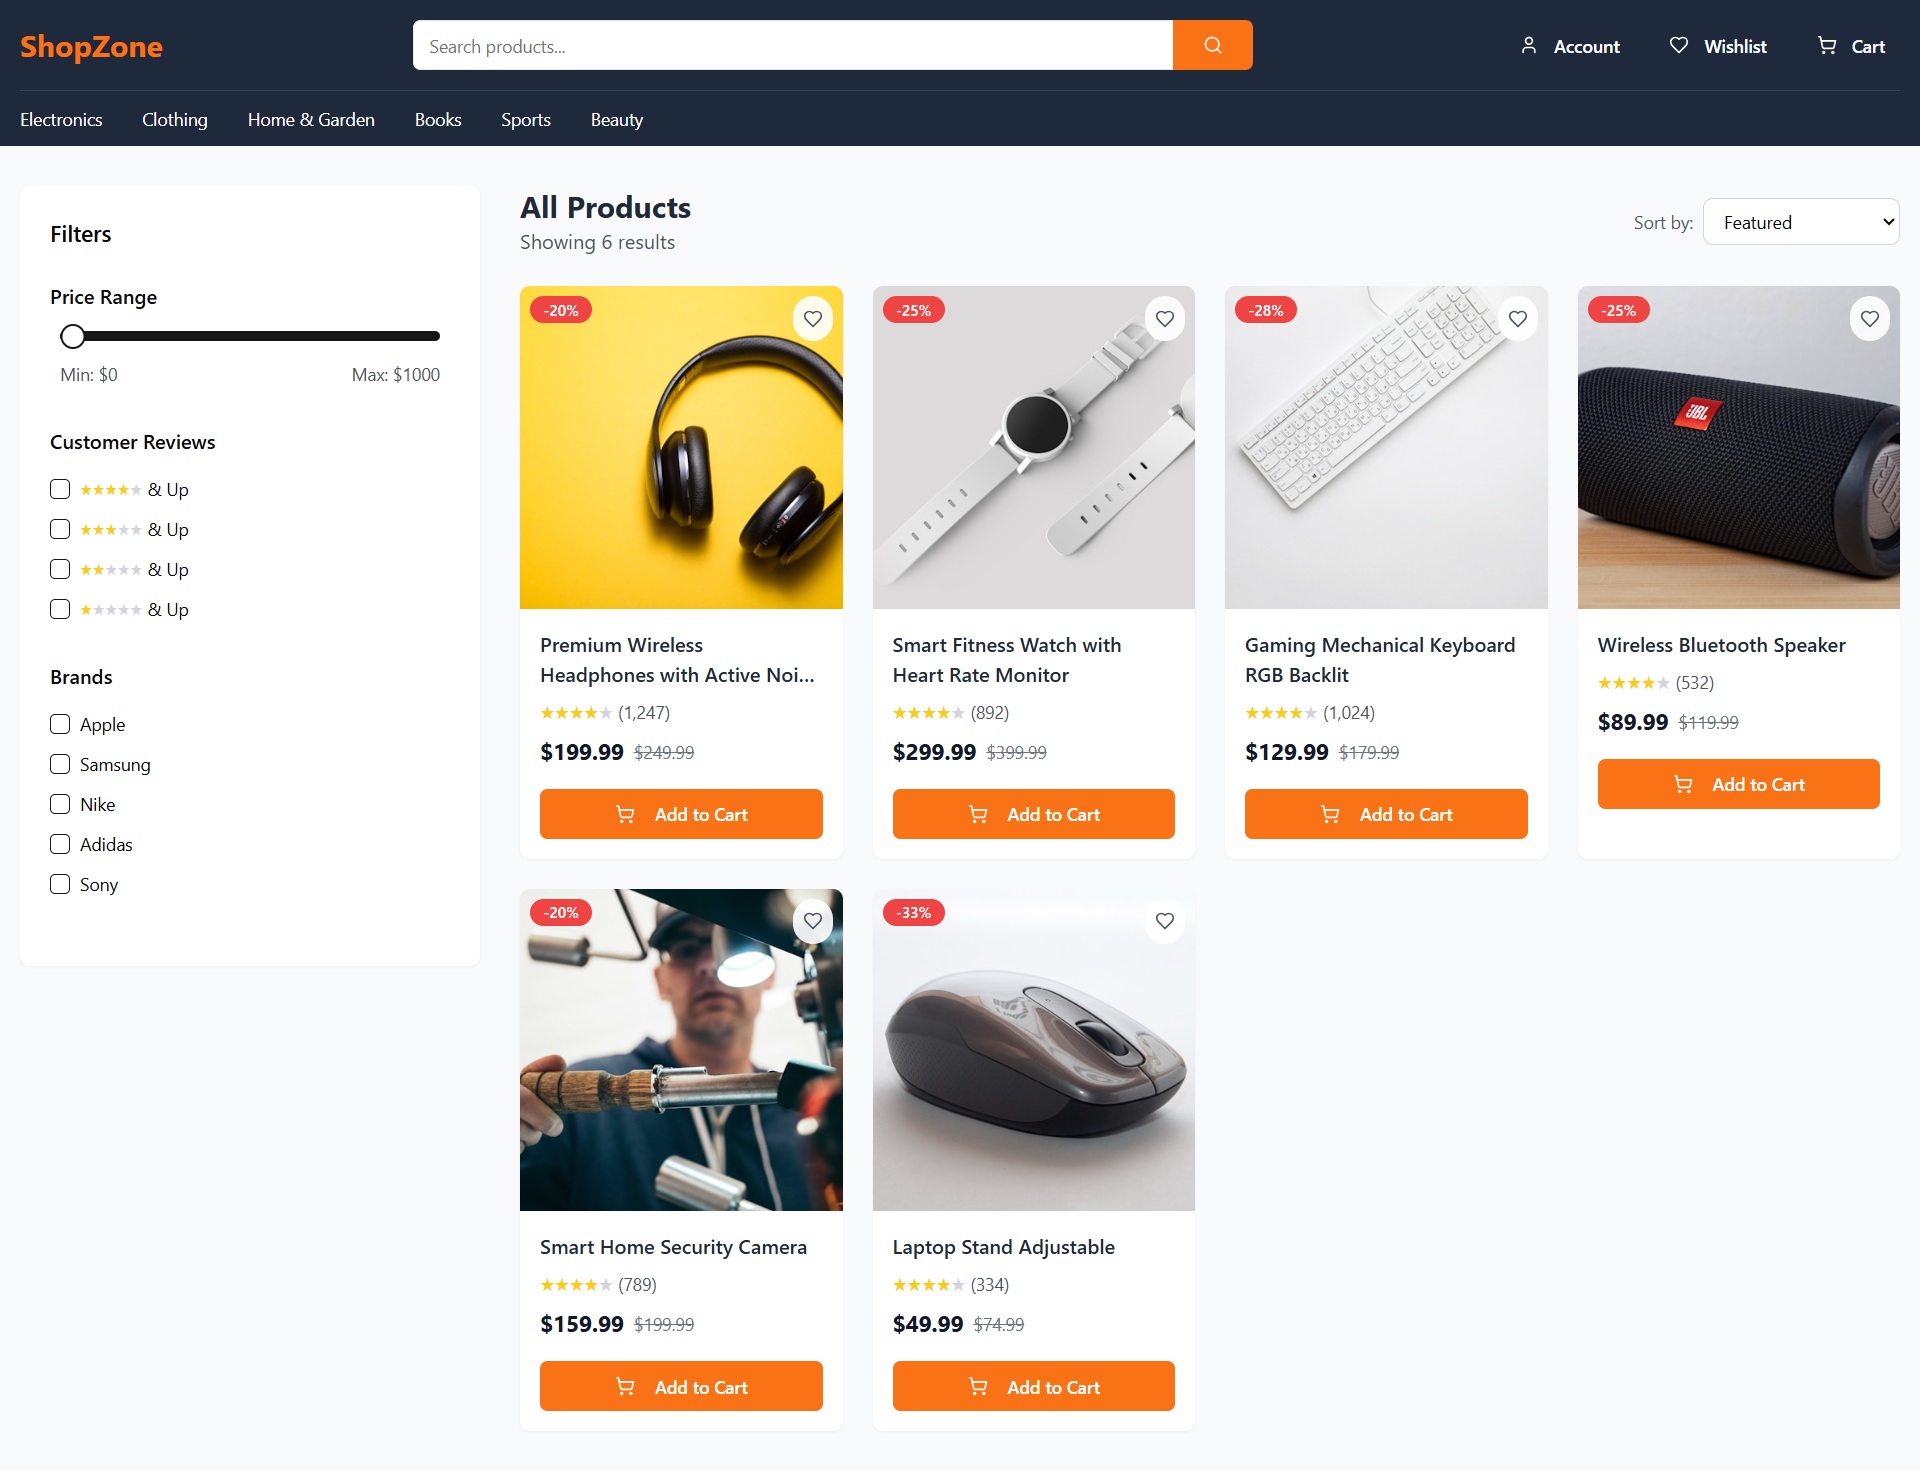 ShopZone
Search products...
Account
Wishlist
Cart
Electronics
Clothing
Home & Garden
Books
Sports
Beauty
Filters
Price Range
Min: $0
Max: $1000
Customer Reviews
★★★★★ & Up
★★★★★ & Up
★★★★★ & Up
★★★★★ & Up
Brands
Apple
Samsung
Nike
Adidas
Sony
All Products
Showing 6 results
Sort by:
Featured
-20%
Premium Wireless
Headphones with Active Noi...
★★★★★ (1,247)
$199.99 $249.99
Add to Cart
-25%
Smart Fitness Watch with
Heart Rate Monitor
★★★★★ (892)
$299.99 $399.99
Add to Cart
-28%
Gaming Mechanical Keyboard
RGB Backlit
★★★★★ (1,024)
$129.99 $179.99
Add to Cart
-25%
JBL
Wireless Bluetooth Speaker
★★★★★ (532)
$89.99 $119.99
Add to Cart
-20%
Smart Home Security Camera
★★★★★ (789)
$159.99 $199.99
Add to Cart
-33%
Laptop Stand Adjustable
★★★★★ (334)
$49.99 $74.99
Add to Cart